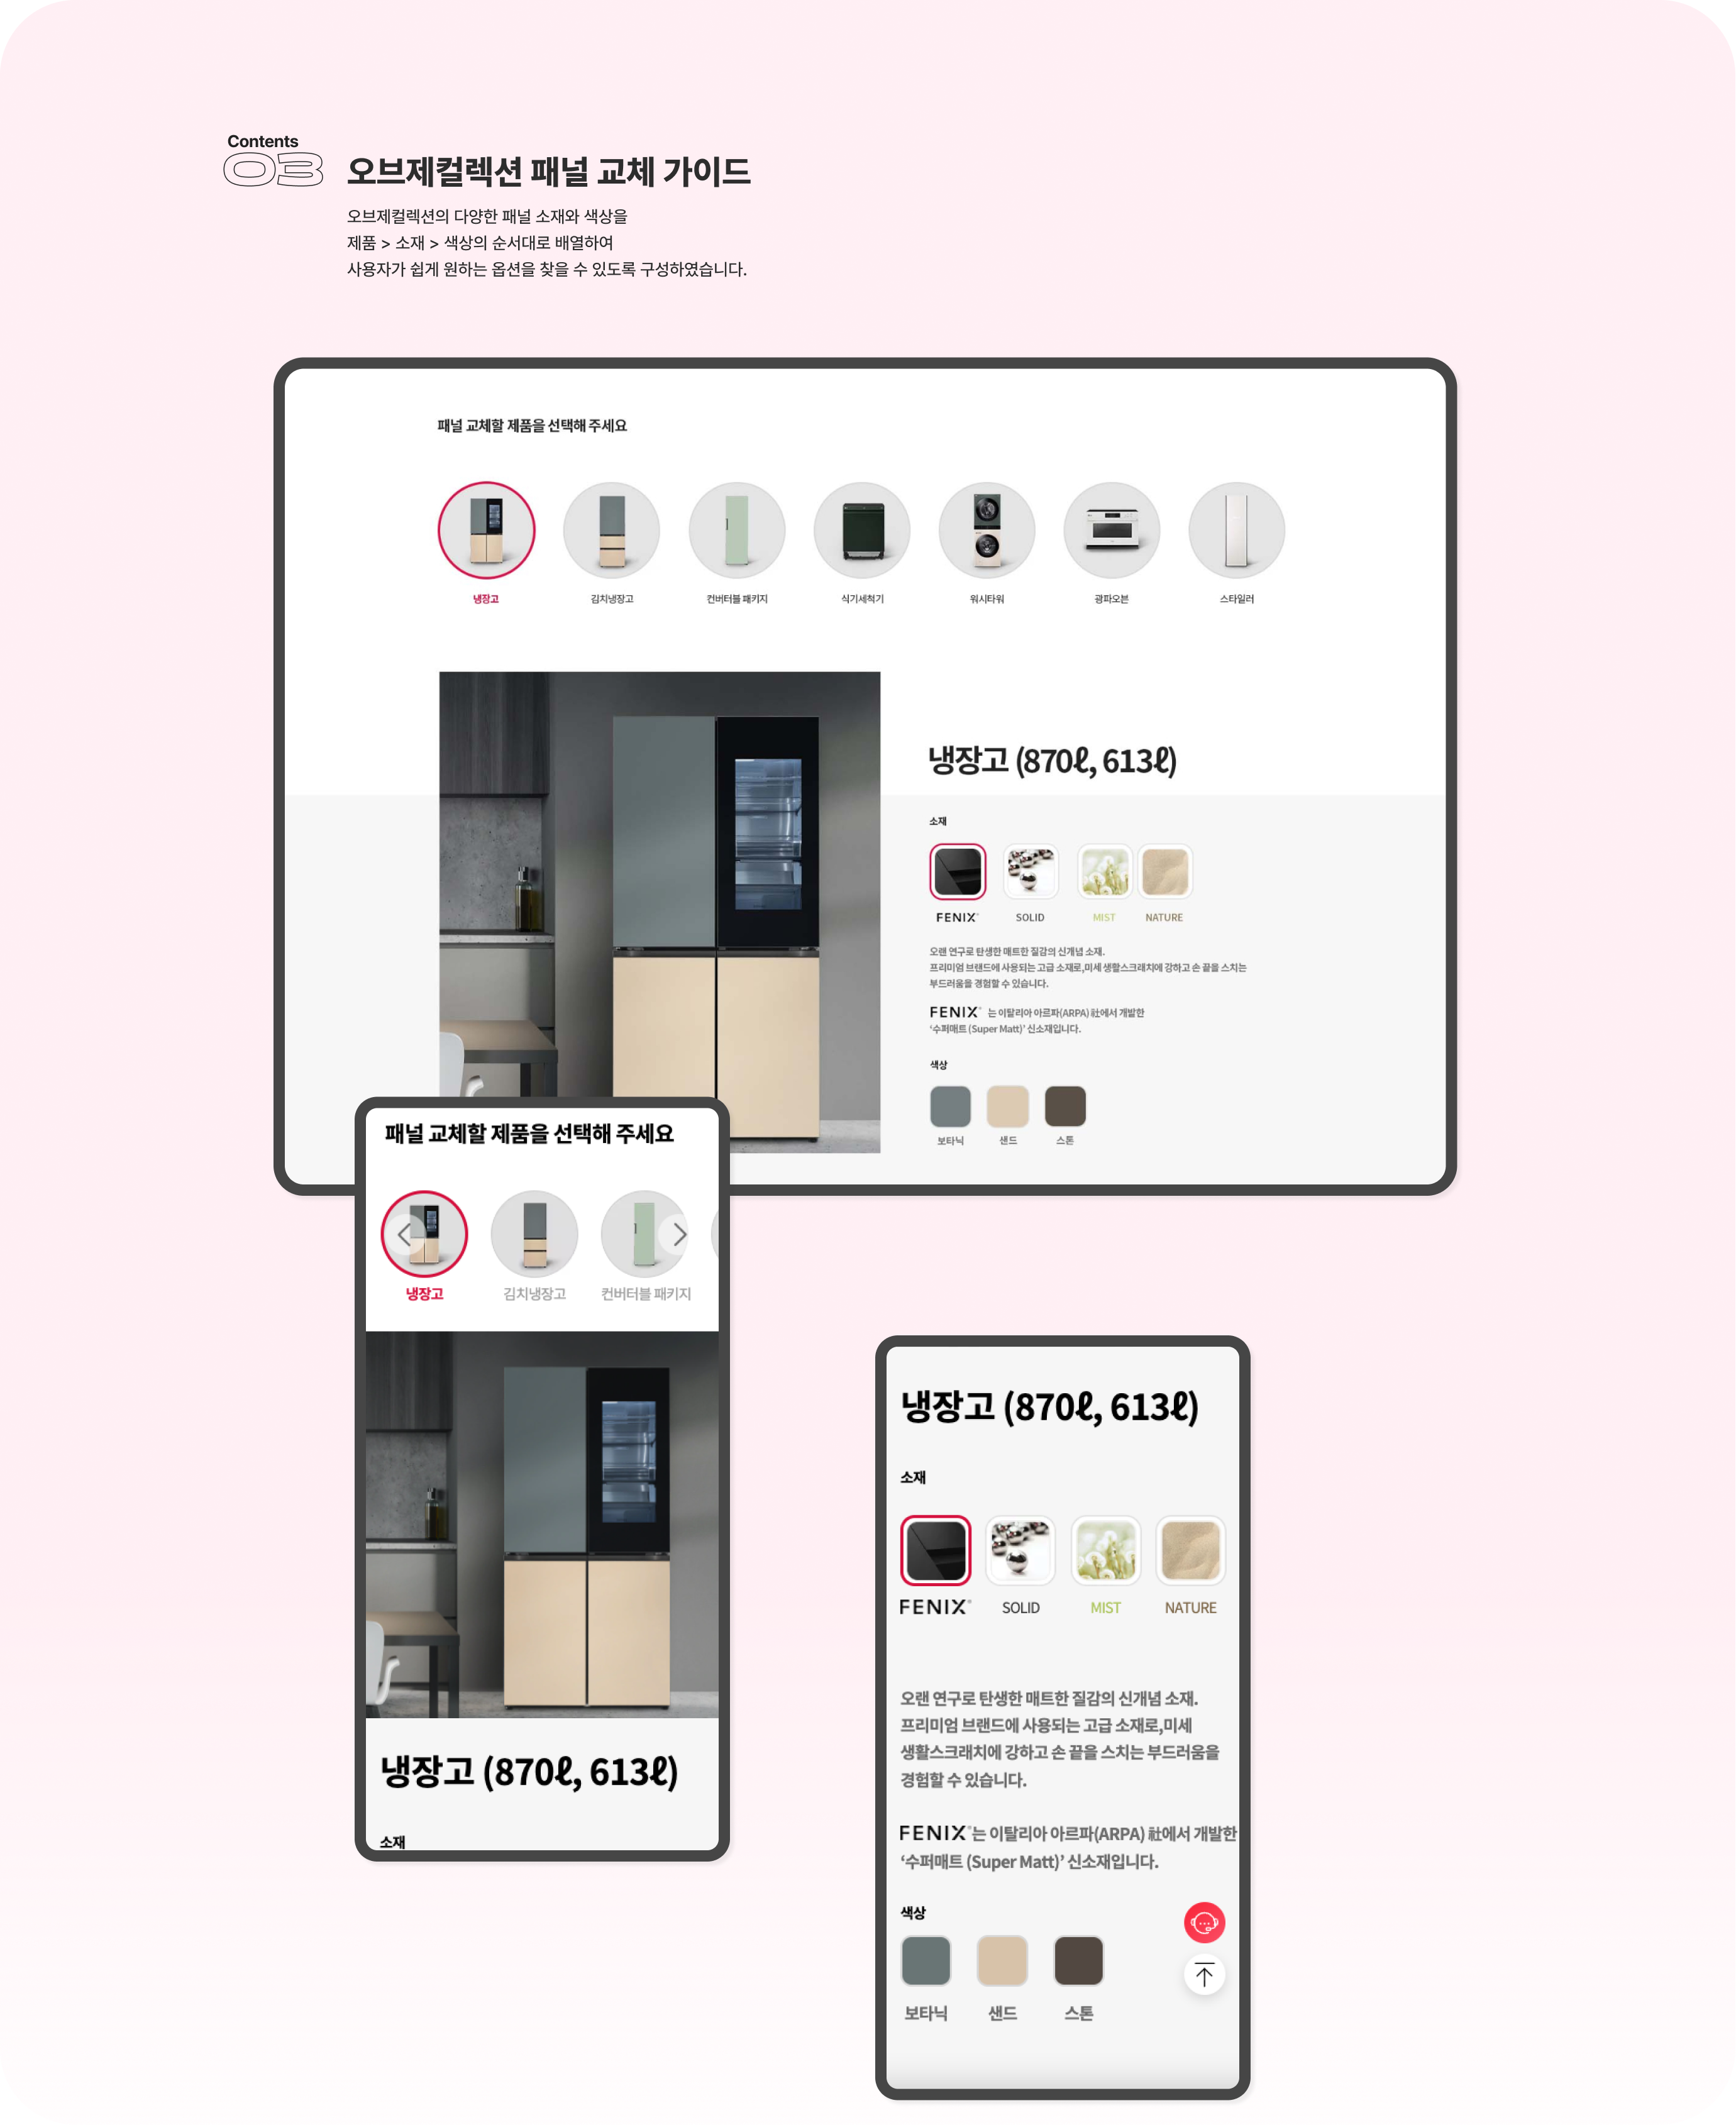 Contents
03
오브제컬렉션 패널 교체 가이드
오브제컬렉션의 다양한 패널 소재와 색상을
제품 > 소재 > 색상의 순서대로 배열하여
사용자가 쉽게 원하는 옵션을 찾을 수 있도록 구성하였습니다.
패널 교체할 제품을 선택해 주세요
냉장고 김치냉장고 컨버터블 패키지 식기세척기 워시타워 광파오븐 스타일러
냉장고 (870ℓ, 613ℓ)
소재
FENIX® SOLID MIST NATURE
오랜 연구로 탄생한 매트한 질감의 신개념 소재.
프리미엄 브랜드에 사용되는 고급 소재로,미세 생활스크래치에 강하고 손 끝을 스치는
부드러움을 경험할 수 있습니다.
FENIX® 는 이탈리아 아르파(ARPA) 社에서 개발한
‘수퍼매트 (Super Matt)’ 신소재입니다.
색상
보타닉 샌드 스톤
패널 교체할 제품을 선택해 주세요
냉장고 김치냉장고 컨버터블 패키지
냉장고 (870ℓ, 613ℓ)
소재
냉장고 (870ℓ, 613ℓ)
소재
FENIX® SOLID MIST NATURE
오랜 연구로 탄생한 매트한 질감의 신개념 소재.
프리미엄 브랜드에 사용되는 고급 소재로,미세
생활스크래치에 강하고 손 끝을 스치는 부드러움을
경험할 수 있습니다.
FENIX®는 이탈리아 아르파(ARPA) 社에서 개발한
‘수퍼매트 (Super Matt)’ 신소재입니다.
색상
보타닉 샌드 스톤